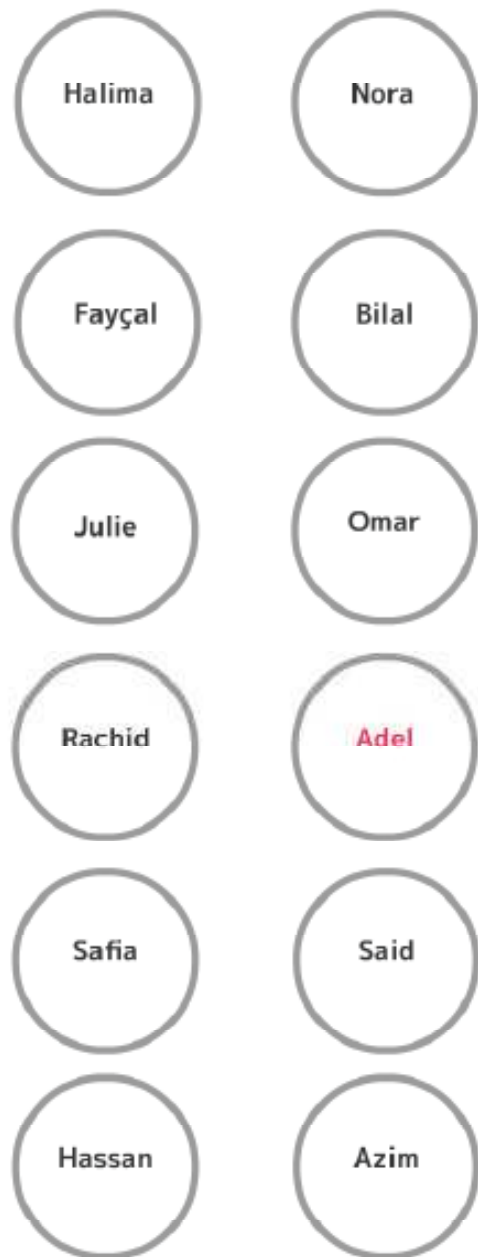 Halima
Nora
Fayçal
Bilal
Julie
Omar
Rachid
Adel
Safia
Said
Hassan
Azim